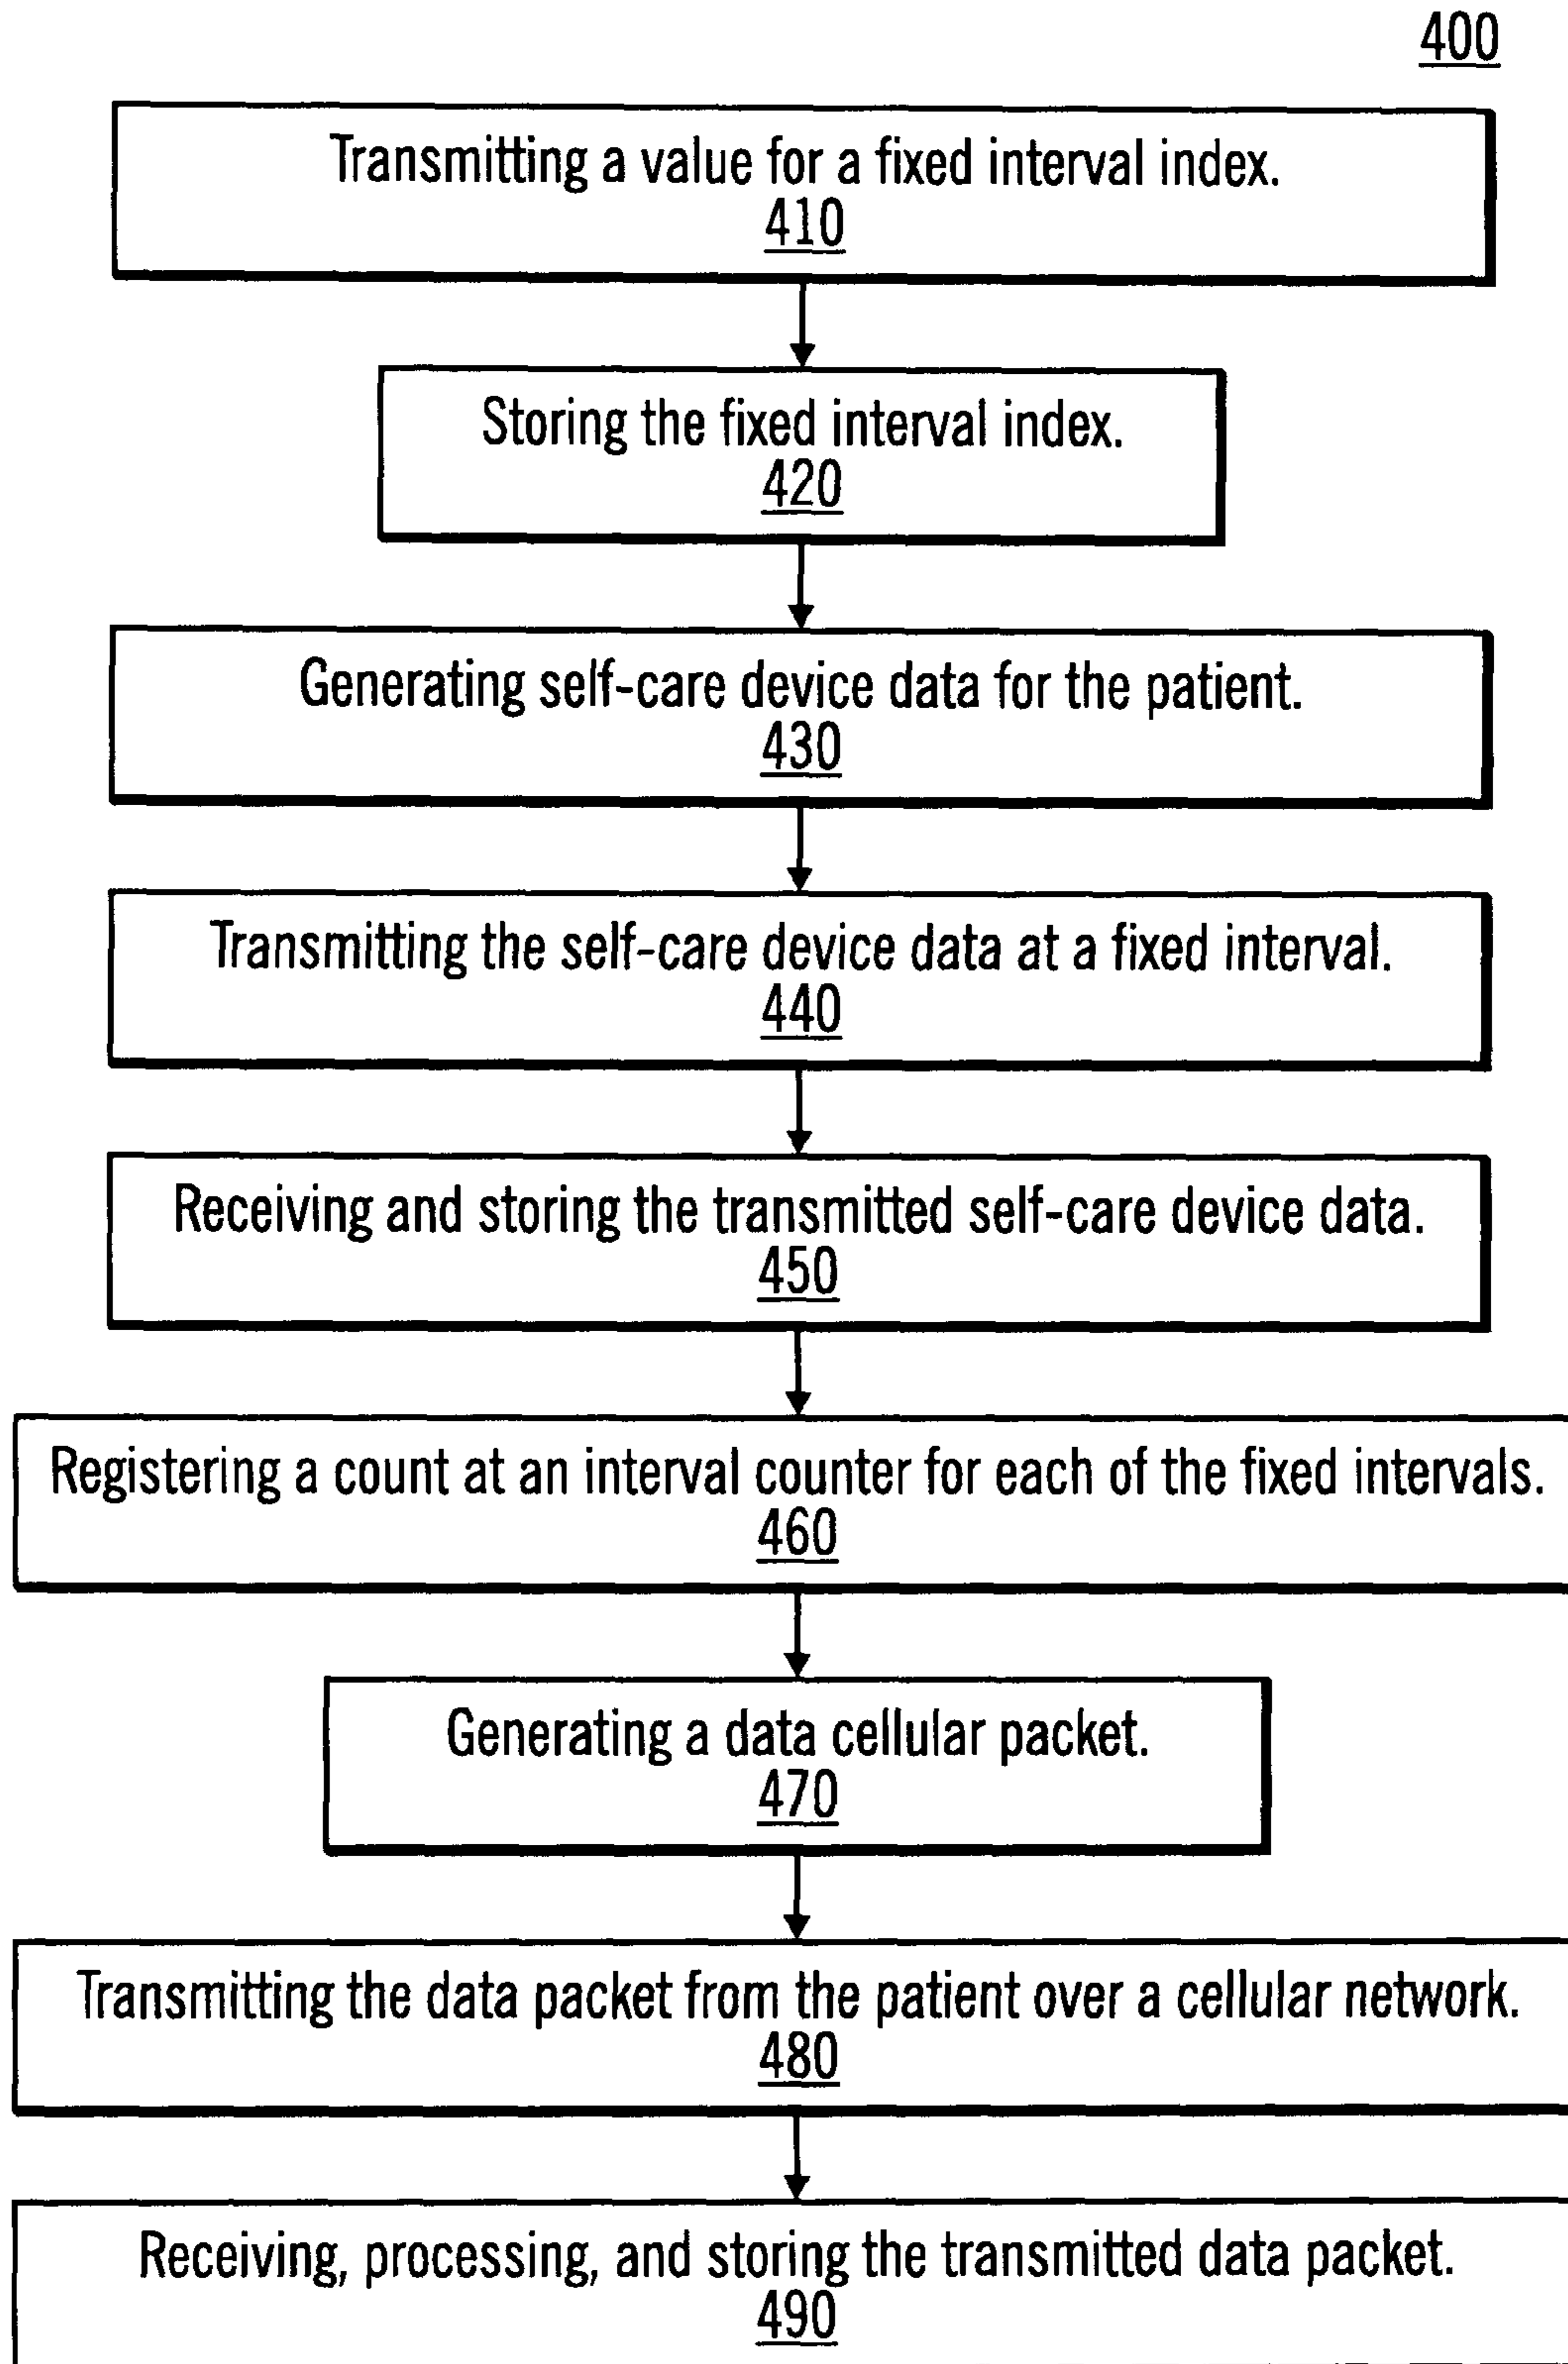 400
Transmitting a value for a fixed interval index.
410
Storing the fixed interval index.
420
Generating self-care device data for the patient.
430
Transmitting the self-care device data at a fixed interval.
440
Receiving and storing the transmitted self-care device data.
450
Registering a count at an interval counter for each of the fixed intervals.
460
Generating a data cellular packet.
470
Transmitting the data packet from the patient over a cellular network.
480
Receiving, processing, and storing the transmitted data packet.
490